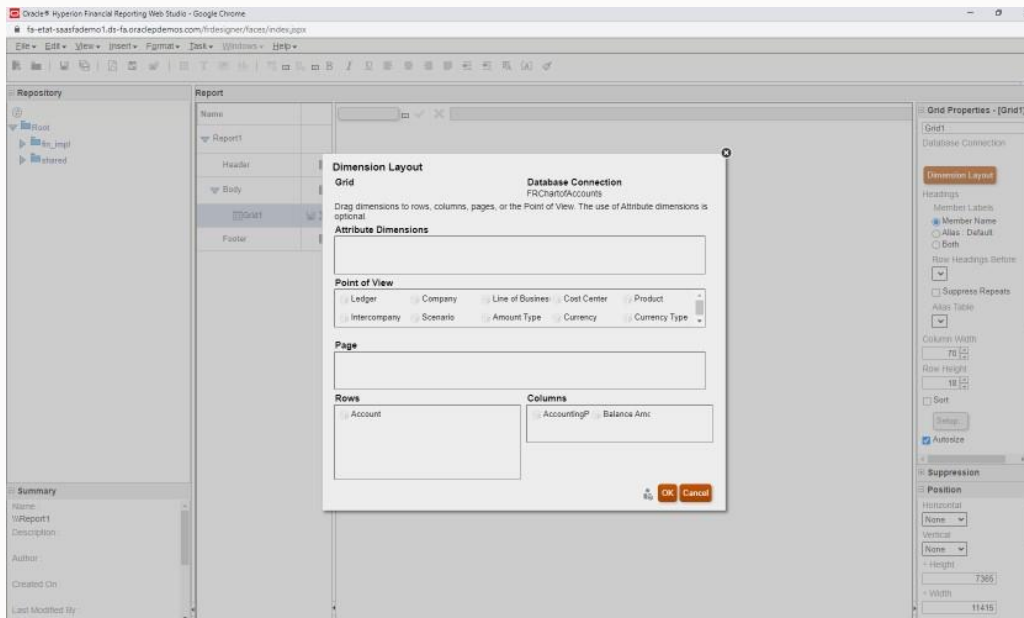 Oracle® Hyperion Financial Reporting Web Studio - Google Chrome
fa-etat-saasfademo1.ds-fa.oraclepdemos.com/frdesigner/faces/index.jspx
File Edit View Insert Format Task Windows Help
Repository
Root
fin_impl
shared
Report
Name
Report1
Header
Body
Grid1
Footer
Dimension Layout
Grid
Database Connection
FRChartofAccounts
Drag dimensions to rows, columns, pages, or the Point of View. The use of Attribute dimensions is
optional
Attribute Dimensions
Point of View
Ledger Company Line of Busines Cost Center Product
Intercompany Scenario Amount Type Currency Currency Type
Page
Rows
Account
Columns
AccountingP Balance Amc
OK Cancel
Grid Properties - [Grid1]
Grid1
Database Connection
Dimension Layout
Headings
Member Labels
Member Name
Alias : Default
Both
Row Headings Before
Suppress Repeats
Alias Table
Column Width
70
Row Height
18
Sort
Setup...
Autosize
Suppression
Position
Horizontal
None
Vertical
None
* Height
7365
* Width
11415
Summary
Name
\\Report1
Description :
Author :
Created On
Last Modified By